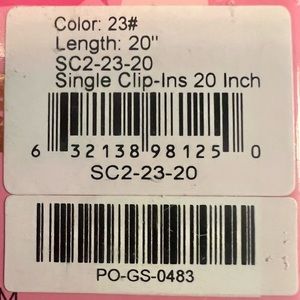 Color: 23#
Length: 20"
SC2-23-20
Single Clip-Ins 20 Inch
6 32138 98125 0
SC2-23-20
PO-GS-0483
M